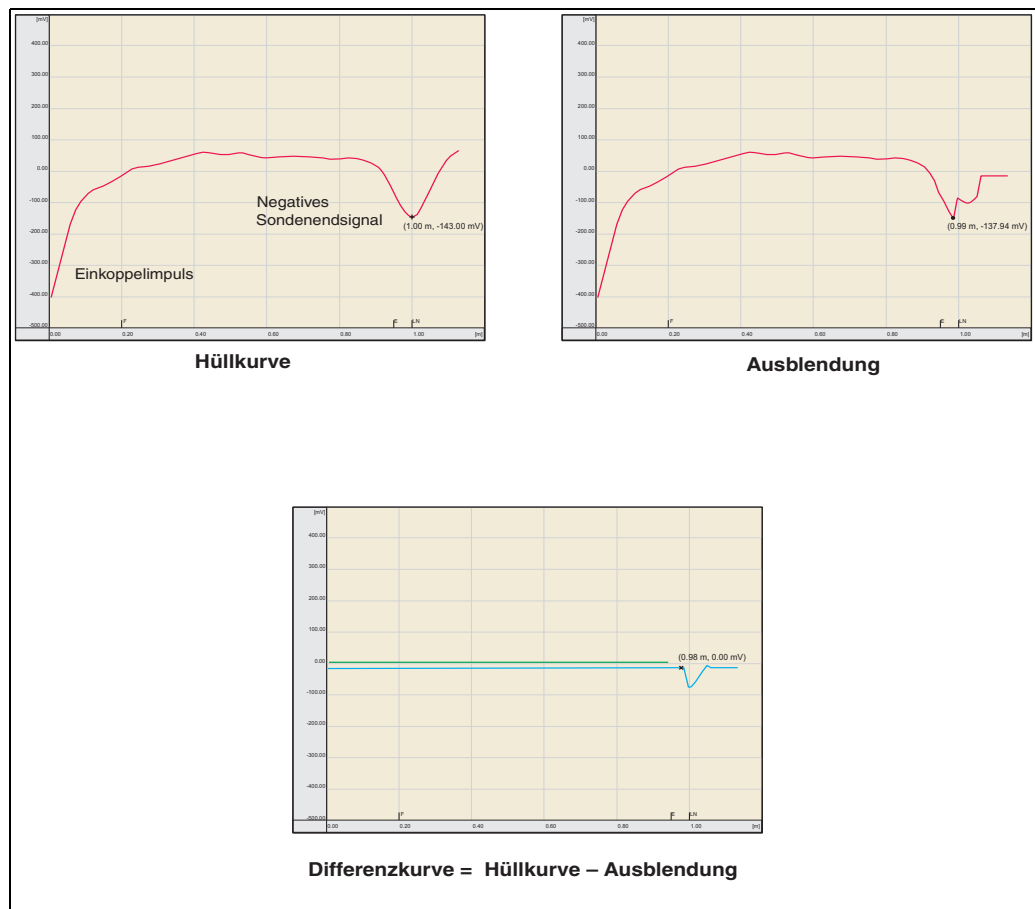 [mV]
400.00
300.00
200.00
100.00
0.00
-100.00
-200.00
-300.00
-400.00
-500.00
Negatives
Sondenendsignal
(1.00 m, -143.00 mV)
Einkoppelimpuls
F
E
LN
0.00 0.20 0.40 0.60 0.80 1.00 [m]
Hüllkurve
[mV]
400.00
300.00
200.00
100.00
0.00
-100.00
-200.00
-300.00
-400.00
-500.00
(0.99 m, -137.94 mV)
F
E
LN
0.00 0.20 0.40 0.60 0.80 1.00 [m]
Ausblendung
[mV]
400.00
300.00
200.00
100.00
0.00
-100.00
-200.00
-300.00
-400.00
-500.00
(0.98 m, 0.00 mV)
F
E
LN
0.00 0.20 0.40 0.60 0.80 1.00 [m]
Differenzkurve = Hüllkurve – Ausblendung